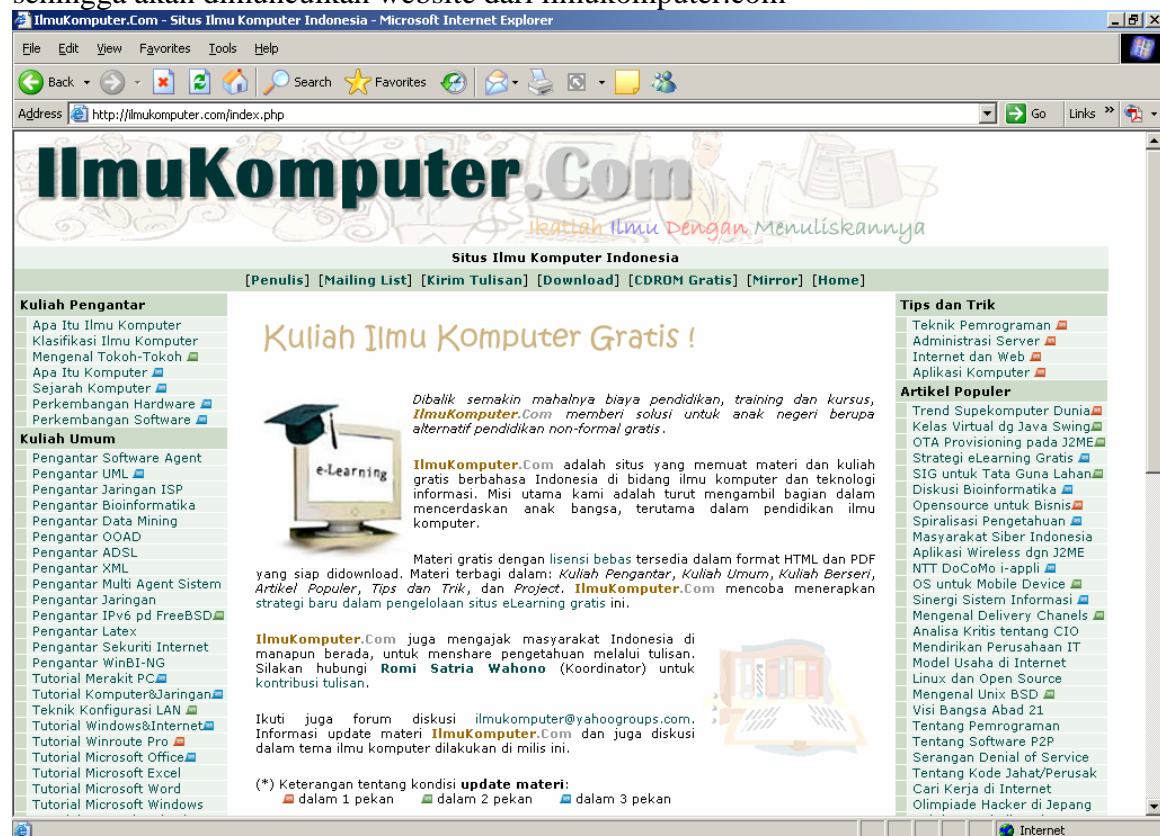 sehingga akan dimunculkan website dari ilmukomputer.com
IlmuKomputer.Com - Situs Ilmu Komputer Indonesia - Microsoft Internet Explorer
File Edit View Favorites Tools Help
Back Search Favorites
Address http://ilmukomputer.com/index.php Go Links »
IlmuKomputer.Com
Ikatlah Ilmu Dengan Menuliskannya
Situs Ilmu Komputer Indonesia
[Penulis] [Mailing List] [Kirim Tulisan] [Download] [CDROM Gratis] [Mirror] [Home]
Kuliah Pengantar
Apa Itu Ilmu Komputer
Klasifikasi Ilmu Komputer
Mengenal Tokoh-Tokoh
Apa Itu Komputer
Sejarah Komputer
Perkembangan Hardware
Perkembangan Software
Kuliah Umum
Pengantar Software Agent
Pengantar UML
Pengantar Jaringan ISP
Pengantar Bioinformatika
Pengantar Data Mining
Pengantar OOAD
Pengantar ADSL
Pengantar XML
Pengantar Multi Agent Sistem
Pengantar Jaringan
Pengantar IPv6 pd FreeBSD
Pengantar Latex
Pengantar Sekuriti Internet
Pengantar WinBI-NG
Tutorial Merakit PC
Tutorial Komputer&Jaringan
Teknik Konfigurasi LAN
Tutorial Windows&Internet
Tutorial Winroute Pro
Tutorial Microsoft Office
Tutorial Microsoft Excel
Tutorial Microsoft Word
Tutorial Microsoft Windows
Kuliah Ilmu Komputer Gratis !
e-Learning
Dibalik semakin mahalnya biaya pendidikan, training dan kursus,
IlmuKomputer.Com memberi solusi untuk anak negeri berupa
alternatif pendidikan non-formal gratis.
IlmuKomputer.Com adalah situs yang memuat materi dan kuliah
gratis berbahasa Indonesia di bidang ilmu komputer dan teknologi
informasi. Misi utama kami adalah turut mengambil bagian dalam
mencerdaskan anak bangsa, terutama dalam pendidikan ilmu
komputer.
Materi gratis dengan lisensi bebas tersedia dalam format HTML dan PDF
yang siap didownload. Materi terbagi dalam: Kuliah Pengantar, Kuliah Umum, Kuliah Berseri,
Artikel Populer, Tips dan Trik, dan Project. IlmuKomputer.Com mencoba menerapkan
strategi baru dalam pengelolaan situs eLearning gratis ini.
IlmuKomputer.Com juga mengajak masyarakat Indonesia di
manapun berada, untuk menshare pengetahuan melalui tulisan.
Silakan hubungi Romi Satria Wahono (Koordinator) untuk
kontribusi tulisan.
Ikuti juga forum diskusi ilmukomputer@yahoogroups.com.
Informasi update materi IlmuKomputer.Com dan juga diskusi
dalam tema ilmu komputer dilakukan di milis ini.
(*) Keterangan tentang kondisi update materi:
dalam 1 pekan dalam 2 pekan dalam 3 pekan
Tips dan Trik
Teknik Pemrograman
Administrasi Server
Internet dan Web
Aplikasi Komputer
Artikel Populer
Trend Supekomputer Dunia
Kelas Virtual dg Java Swing
OTA Provisioning pada J2ME
Strategi eLearning Gratis
SIG untuk Tata Guna Lahan
Diskusi Bioinformatika
Opensource untuk Bisnis
Spiralisasi Pengetahuan
Masyarakat Siber Indonesia
Aplikasi Wireless dgn J2ME
NTT DoCoMo i-appli
OS untuk Mobile Device
Sinergi Sistem Informasi
Mengenal Delivery Chanels
Analisa Kritis tentang CIO
Mendirikan Perusahaan IT
Model Usaha di Internet
Linux dan Open Source
Mengenal Unix BSD
Visi Bangsa Abad 21
Tentang Pemrograman
Tentang Software P2P
Serangan Denial of Service
Tentang Kode Jahat/Perusak
Cari Kerja di Internet
Olimpiade Hacker di Jepang
Internet